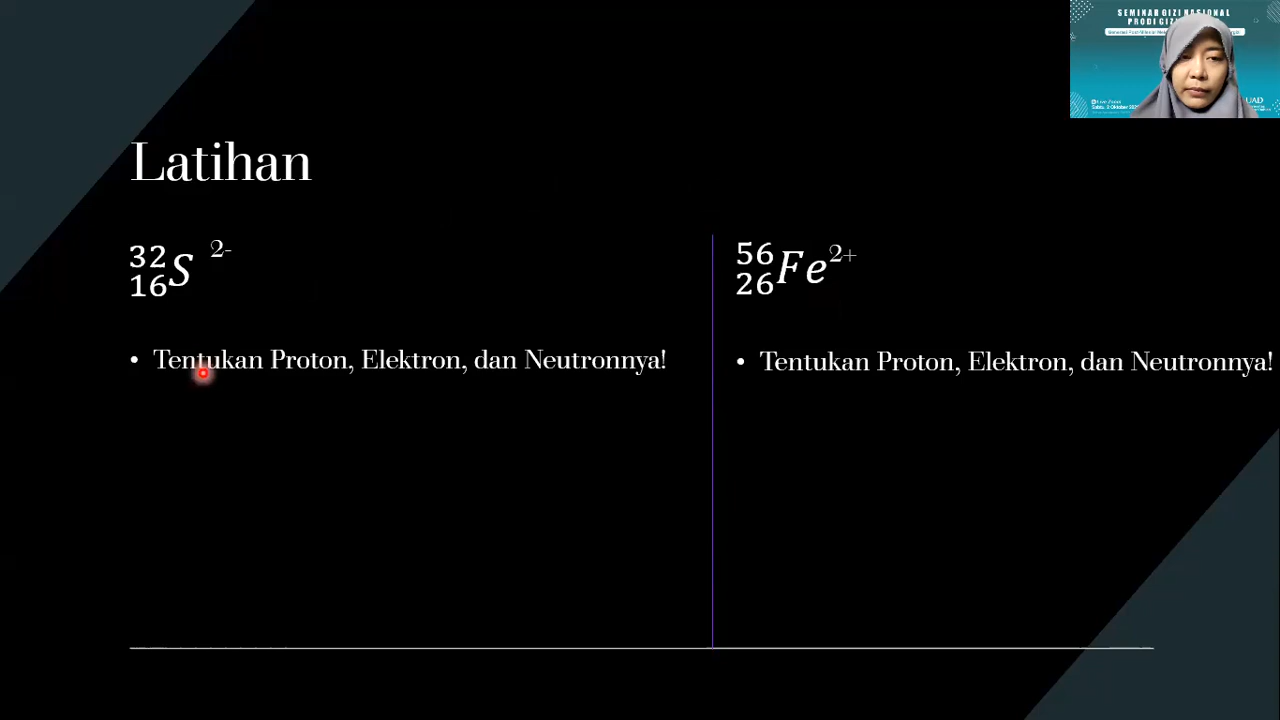 SEMINAR GIZI NASIONAL
PRODI GIZI
Latihan
32
16
S
2-
• Tentukan Proton, Elektron, dan Neutronnya!
56
26
Fe
2+
• Tentukan Proton, Elektron, dan Neutronnya!
UAD